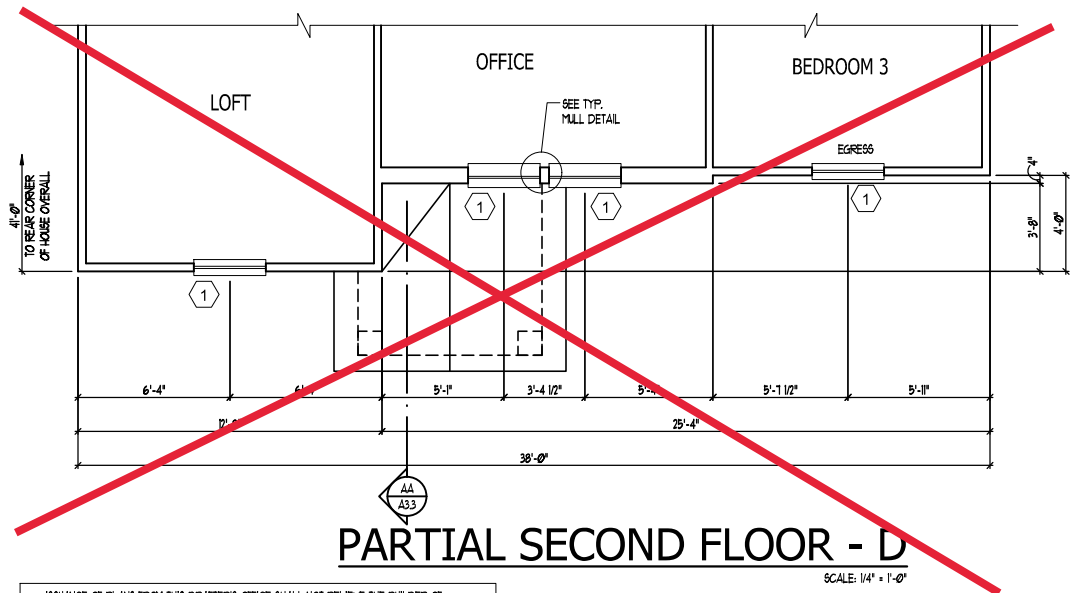 LOFT
OFFICE
BEDROOM 3
SEE TYP.
MULL DETAIL
EGRESS
41'-0"
TO REAR CORNER
OF HOUSE OVERALL
1
1
1
1
4"
3'-8"
4'-0"
6'-4"
5'-1"
3'-4 1/2"
5'-7 1/2"
5'-11"
25'-4"
38'-0"
AA
A3.3
PARTIAL SECOND FLOOR - D
SCALE: 1/4" = 1'-0"